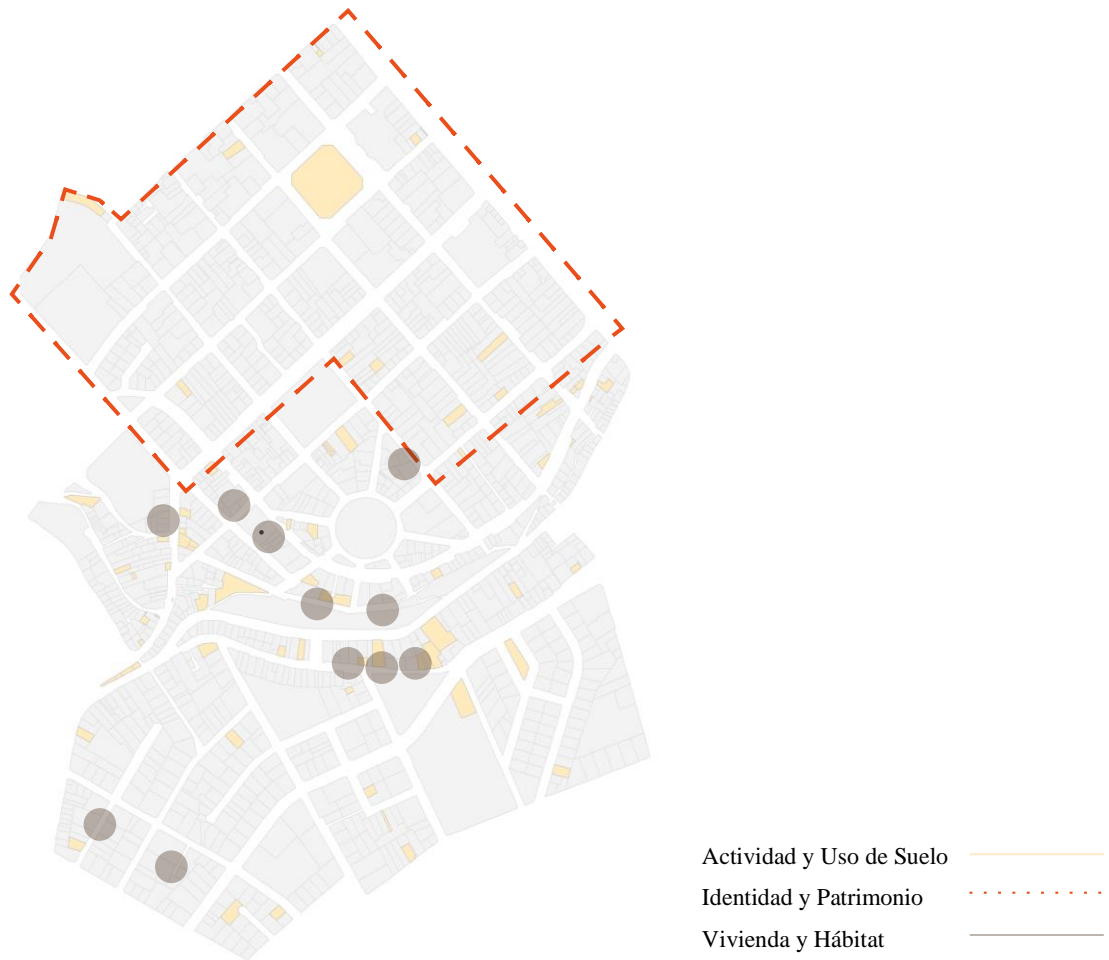 Actividad y Uso de Suelo
Identidad y Patrimonio
Vivienda y Hábitat